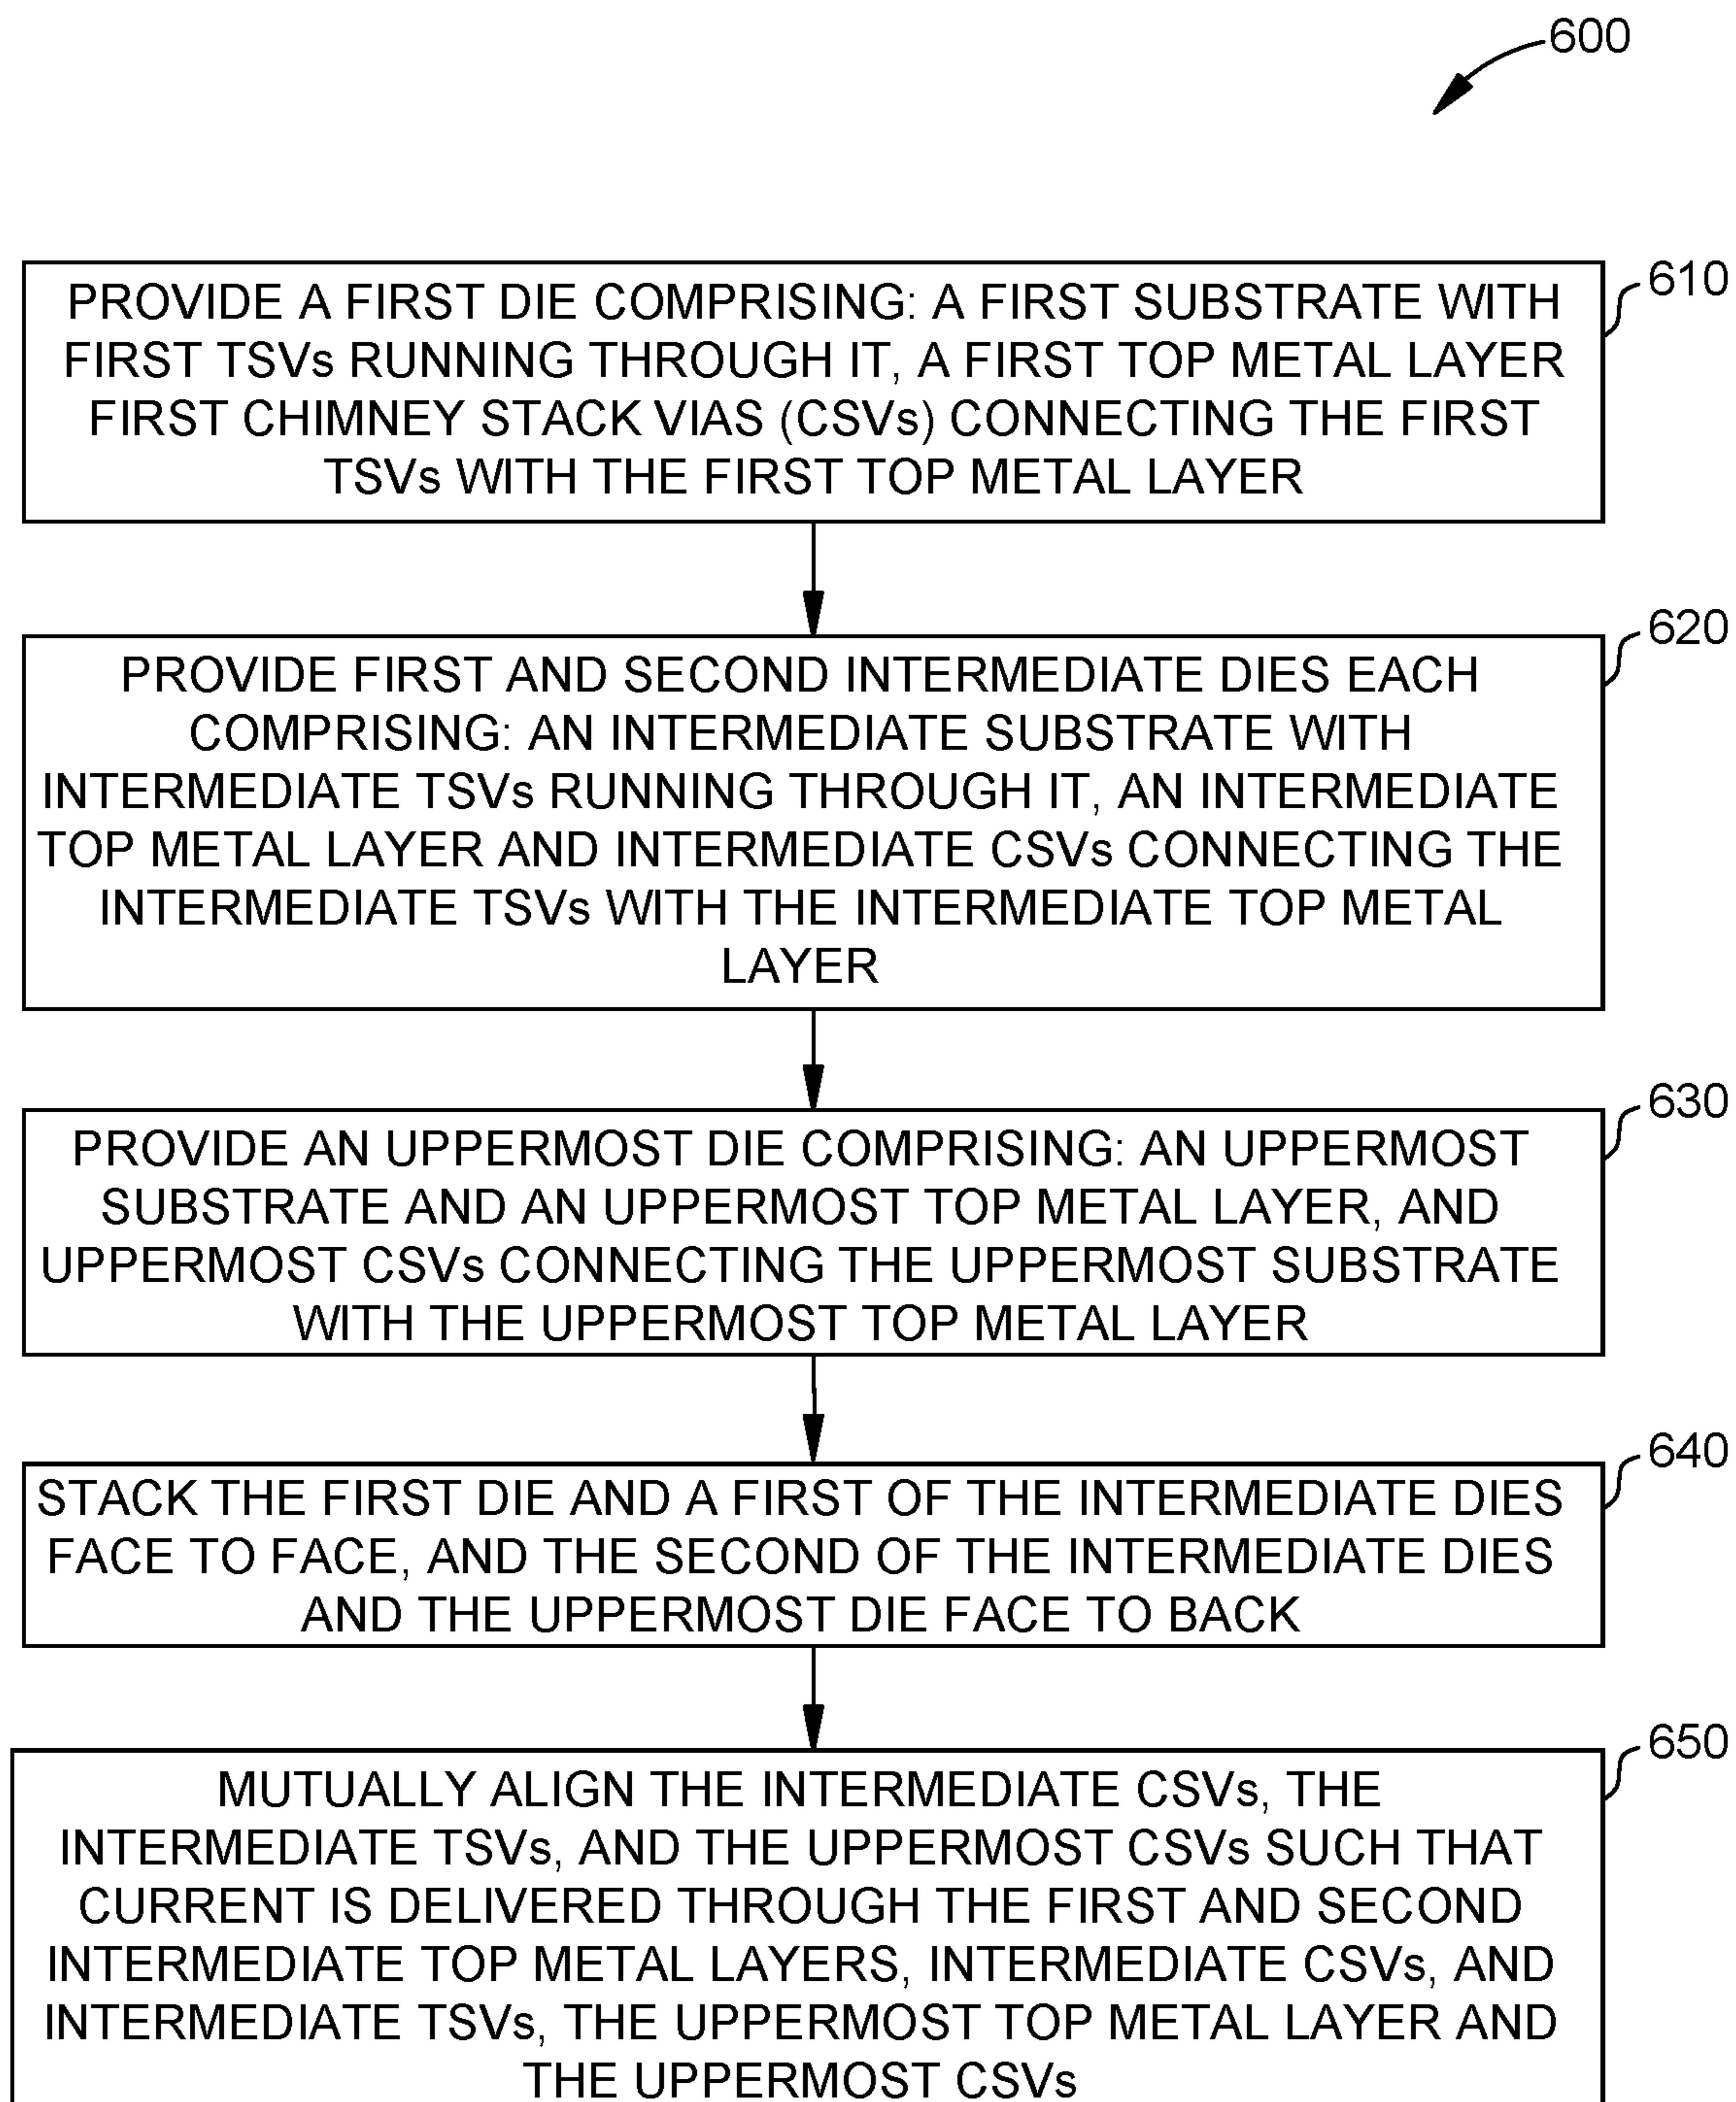 600
610
PROVIDE A FIRST DIE COMPRISING: A FIRST SUBSTRATE WITH
FIRST TSVs RUNNING THROUGH IT, A FIRST TOP METAL LAYER
FIRST CHIMNEY STACK VIAS (CSVs) CONNECTING THE FIRST
TSVs WITH THE FIRST TOP METAL LAYER
620
PROVIDE FIRST AND SECOND INTERMEDIATE DIES EACH
COMPRISING: AN INTERMEDIATE SUBSTRATE WITH
INTERMEDIATE TSVs RUNNING THROUGH IT, AN INTERMEDIATE
TOP METAL LAYER AND INTERMEDIATE CSVs CONNECTING THE
INTERMEDIATE TSVs WITH THE INTERMEDIATE TOP METAL
LAYER
630
PROVIDE AN UPPERMOST DIE COMPRISING: AN UPPERMOST
SUBSTRATE AND AN UPPERMOST TOP METAL LAYER, AND
UPPERMOST CSVs CONNECTING THE UPPERMOST SUBSTRATE
WITH THE UPPERMOST TOP METAL LAYER
640
STACK THE FIRST DIE AND A FIRST OF THE INTERMEDIATE DIES
FACE TO FACE, AND THE SECOND OF THE INTERMEDIATE DIES
AND THE UPPERMOST DIE FACE TO BACK
650
MUTUALLY ALIGN THE INTERMEDIATE CSVs, THE
INTERMEDIATE TSVs, AND THE UPPERMOST CSVs SUCH THAT
CURRENT IS DELIVERED THROUGH THE FIRST AND SECOND
INTERMEDIATE TOP METAL LAYERS, INTERMEDIATE CSVs, AND
INTERMEDIATE TSVs, THE UPPERMOST TOP METAL LAYER AND
THE UPPERMOST CSVs